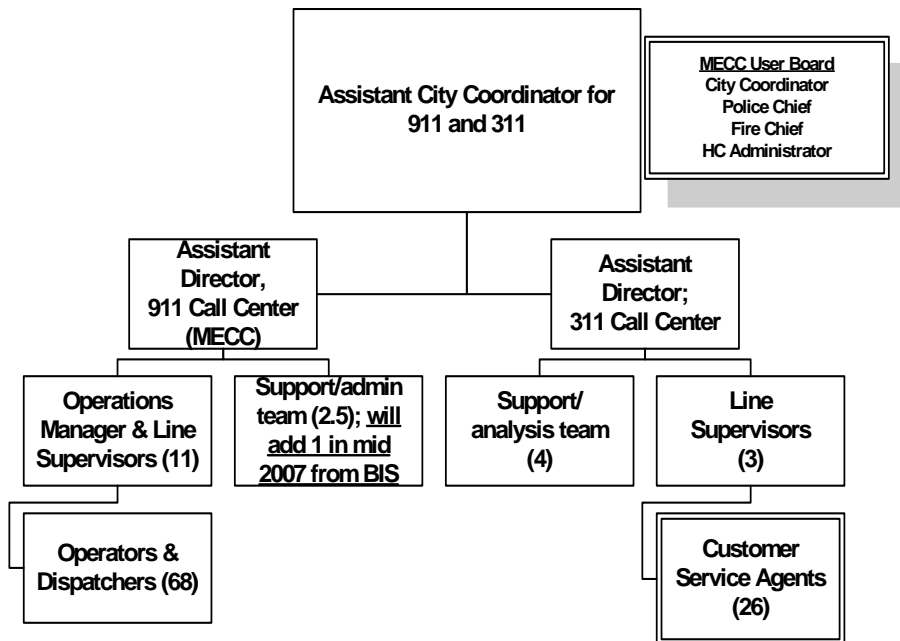 Assistant City Coordinator for
911 and 311
MECC User Board
City Coordinator
Police Chief
Fire Chief
HC Administrator
Assistant
Director,
911 Call Center
(MECC)
Assistant
Director;
311 Call Center
Operations
Manager & Line
Supervisors (11)
Support/admin
team (2.5); will
add 1 in mid
2007 from BIS
Support/
analysis team
(4)
Line
Supervisors
(3)
Operators &
Dispatchers (68)
Customer
Service Agents
(26)